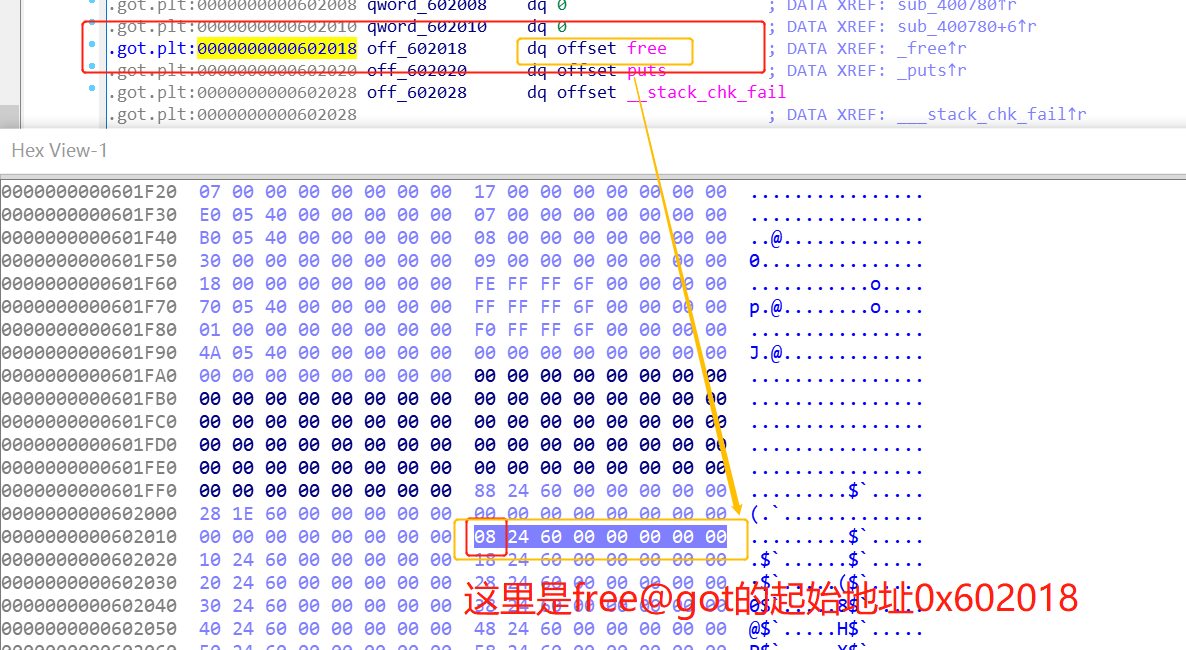 .got.plt:0000000000602008 qword_602008 dq 0 ; DATA XREF: sub_400780↑r
.got.plt:0000000000602010 qword_602010 dq 0 ; DATA XREF: sub_400780+6↑r
.got.plt:0000000000602018 off_602018 dq offset free ; DATA XREF: _free↑r
.got.plt:0000000000602020 off_602020 dq offset puts ; DATA XREF: _puts↑r
.got.plt:0000000000602028 off_602028 dq offset __stack_chk_fail
.got.plt:0000000000602028 ; DATA XREF: ___stack_chk_fail↑r
Hex View-1
0000000000601F20 07 00 00 00 00 00 00 00 17 00 00 00 00 00 00 00 ................
0000000000601F30 E0 05 40 00 00 00 00 00 07 00 00 00 00 00 00 00 ................
0000000000601F40 B0 05 40 00 00 00 00 00 08 00 00 00 00 00 00 00 ..@.............
0000000000601F50 30 00 00 00 00 00 00 00 09 00 00 00 00 00 00 00 0...............
0000000000601F60 18 00 00 00 00 00 00 00 FE FF FF 6F 00 00 00 00 ...........o....
0000000000601F70 70 05 40 00 00 00 00 00 FF FF FF 6F 00 00 00 00 p.@........o....
0000000000601F80 01 00 00 00 00 00 00 00 F0 FF FF 6F 00 00 00 00 ................
0000000000601F90 4A 05 40 00 00 00 00 00 00 00 00 00 00 00 00 00 J.@.............
0000000000601FA0 00 00 00 00 00 00 00 00 00 00 00 00 00 00 00 00 ................
0000000000601FB0 00 00 00 00 00 00 00 00 00 00 00 00 00 00 00 00 ................
0000000000601FC0 00 00 00 00 00 00 00 00 00 00 00 00 00 00 00 00 ................
0000000000601FD0 00 00 00 00 00 00 00 00 00 00 00 00 00 00 00 00 ................
0000000000601FE0 00 00 00 00 00 00 00 00 00 00 00 00 00 00 00 00 ................
0000000000601FF0 00 00 00 00 00 00 00 00 88 24 60 00 00 00 00 00 .........$`.....
0000000000602000 28 1E 60 00 00 00 00 00 00 00 00 00 00 00 00 00 (.`.............
0000000000602010 00 00 00 00 00 00 00 00 08 24 60 00 00 00 00 00 .........$`.....
0000000000602020 10 24 60 00 00 00 00 00 18 24 60 00 00 00 00 00 .$`......$`.....
0000000000602030 20 24 60 00 00 00 00 00 28 24 60 00 00 00 00 00 $`.....($`.....
这里是free@got的起始地址0x602018
0000000000602040 30 24 60 00 00 00 00 00 38 24 60 00 00 00 00 00 0$`.....8$`.....
0000000000602050 40 24 60 00 00 00 00 00 48 24 60 00 00 00 00 00 @$`.....H$`.....